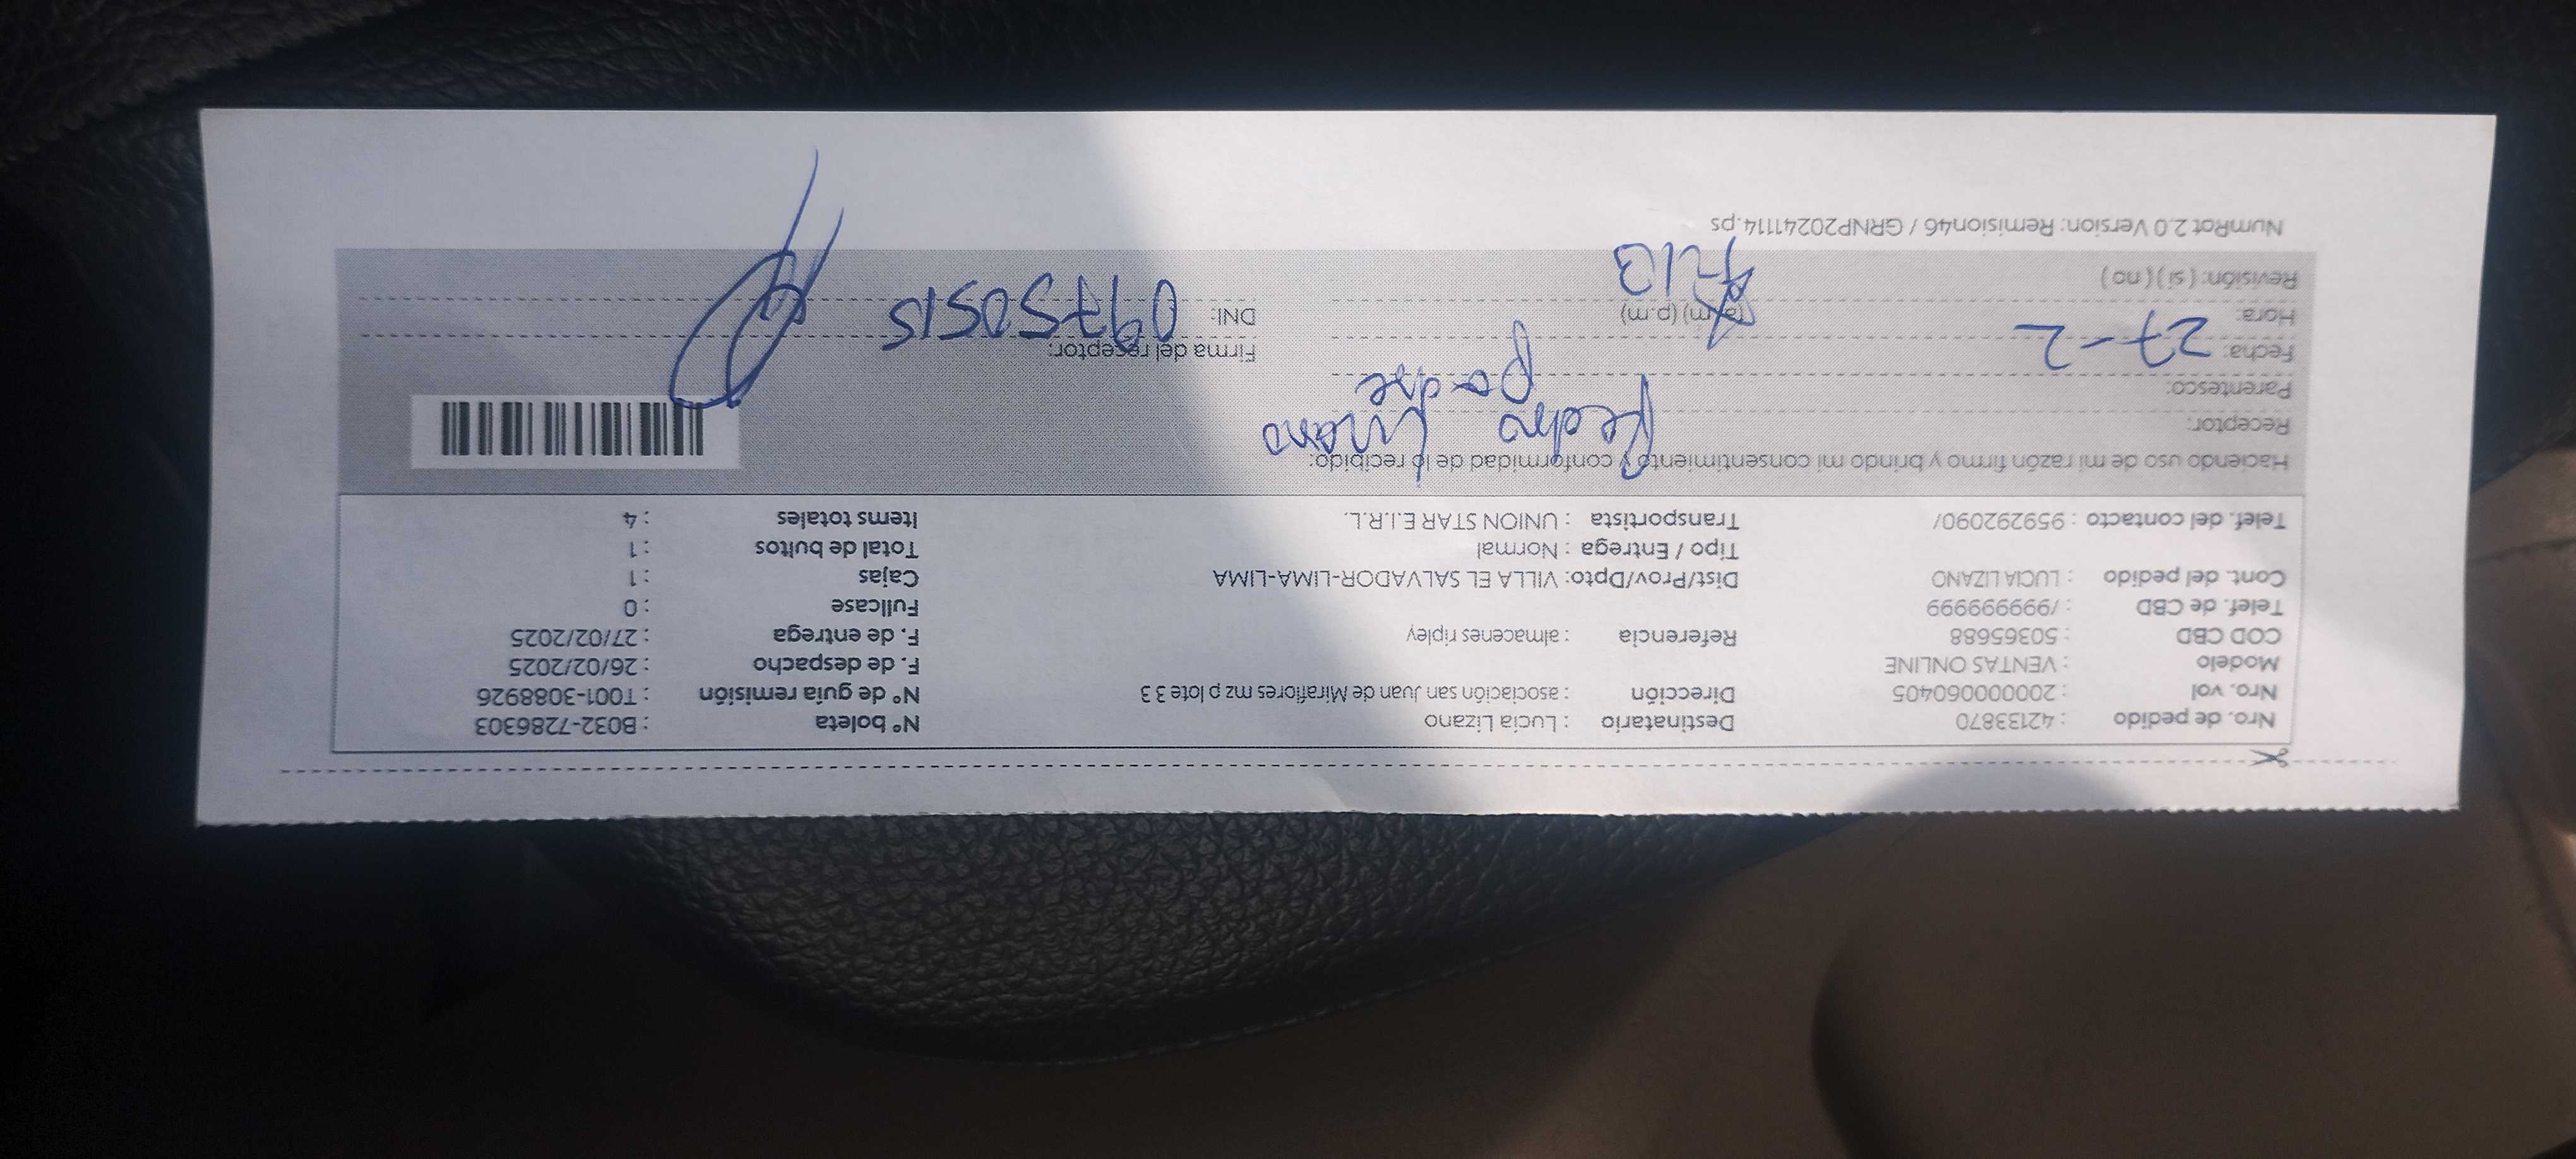 Nro. de pedido : 42133870 Destinatario : Lucia Lizano N° boleta : B032-7286303
Nro. vol : 20000006040​5 Dirección : asociación san Juan de Miraflores mz p lote 3 3 N° de guía remisión : T001-3088926
Modelo : VENTAS ONLINE F. de despacho : 26/02/2025
COD CBD : 50365688 Referencia : almacenes ripley F. de entrega : 27/02/2025
Telef. de CBD : /999999999 Fullcase : 0
Cont. del pedido : LUCIA LIZANO Dist/Prov/Dpto: VILLA EL SALVADOR-LIMA-LIMA Cajas : 1
Tipo / Entrega : Normal Total de bultos : 1
Telef. del contacto : 959292090/ Transportista : UNION STAR E.I.R.L. Items totales : 4
Haciendo uso de mi razón firmo y brindo mi consentimiento y conformidad de lo recibido:
Receptor: Pedro Lizano
Parentesco: padre
Fecha: 27-2 Firma del receptor:
Hora: (a.m) (p.m) DNI: 09750515
Revisión: ( si ) ( no )
NumRot 2.0 Version: Remision46 / GRNP20241114.ps